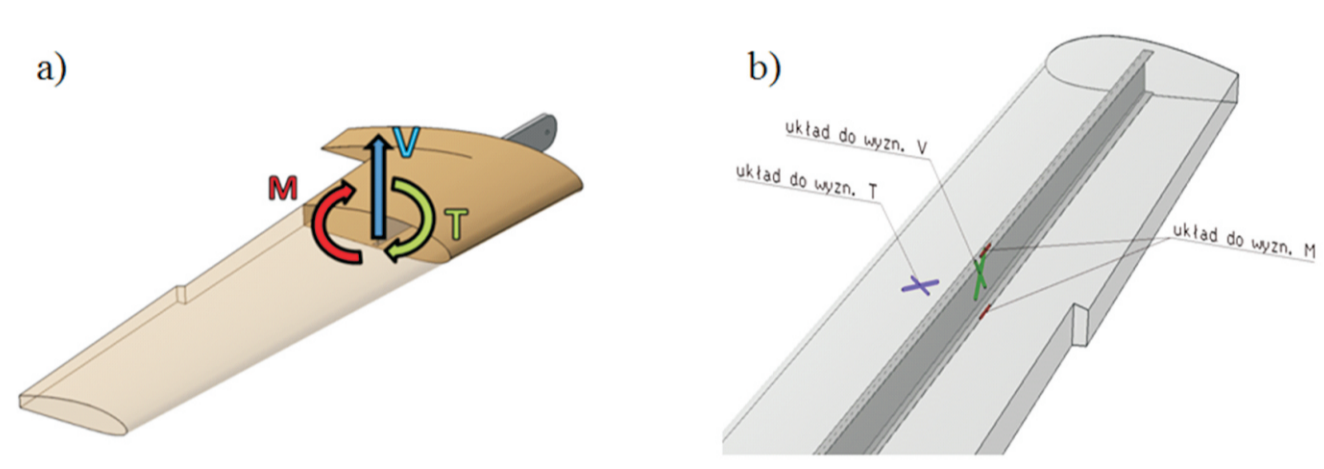 a)
V
M
T
b)
układ do wyzn. V
układ do wyzn. T
układ do wyzn. M